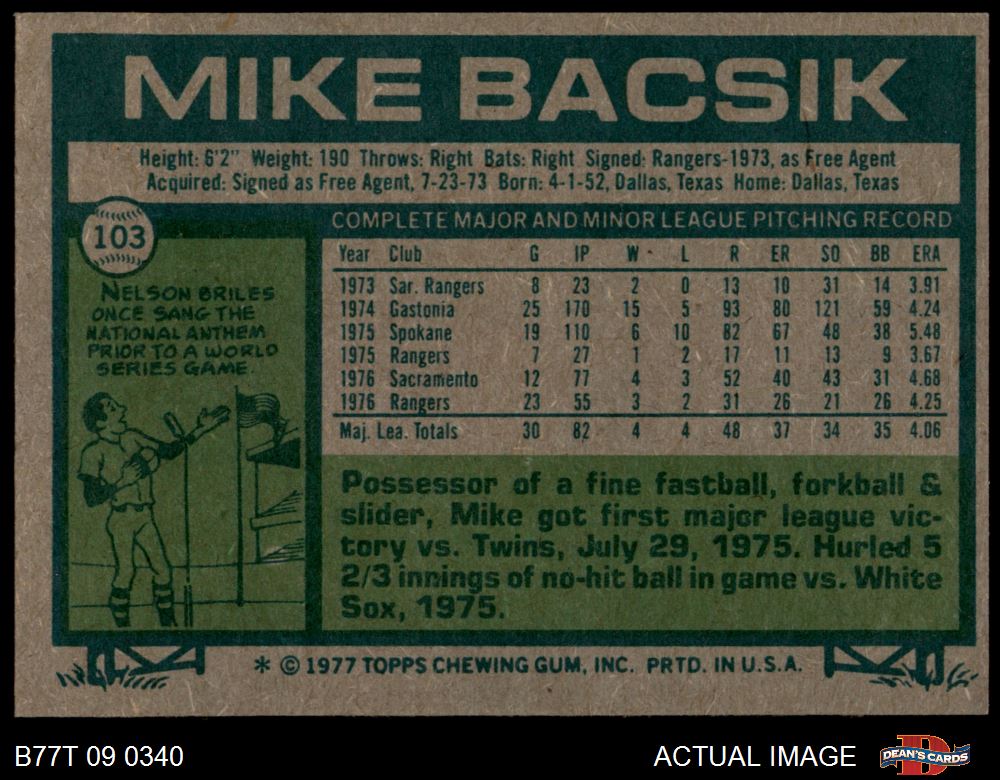 MIKE BACSIK
Height: 6'2" Weight: 190 Throws: Right Bats: Right Signed: Rangers-1973, as Free Agent
Acquired: Signed as Free Agent, 7-23-73 Born: 4-1-52, Dallas, Texas Home: Dallas, Texas
103
NELSON BRILES
ONCE SANG THE
NATIONAL ANTHEM
PRIOR TO A WORLD
SERIES GAME.
COMPLETE MAJOR AND MINOR LEAGUE PITCHING RECORD
Year Club G IP W L R ER SO BB ERA
1973 Sar. Rangers 8 23 2 0 13 10 31 14 3.91
1974 Gastonia 25 170 15 5 93 80 121 59 4.24
1975 Spokane 19 110 6 10 82 67 48 38 5.48
1975 Rangers 7 27 1 2 17 11 13 9 3.67
1976 Sacramento 12 77 4 3 52 40 43 31 4.68
1976 Rangers 23 55 3 2 31 26 21 26 4.25
Maj. Lea. Totals 30 82 4 4 48 37 34 35 4.06
Possessor of a fine fastball, forkball &
slider, Mike got first major league vic-
tory vs. Twins, July 29, 1975. Hurled 5
2/3 innings of no-hit ball in game vs. White
Sox, 1975.
* © 1977 TOPPS CHEWING GUM, INC. PRTD. IN U.S.A.
B77T 09 0340
ACTUAL IMAGE
DEAN'S CARDS